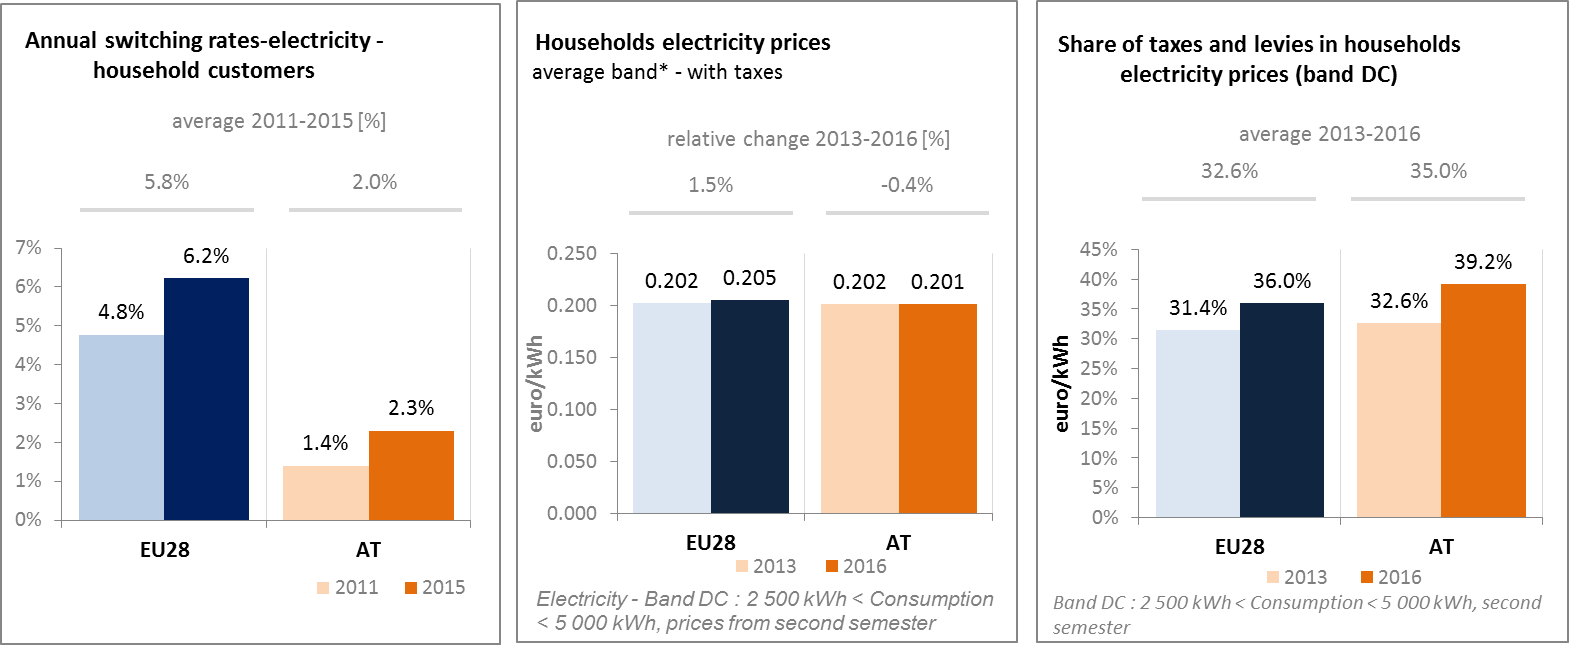 Annual switching rates-electricity -
household customers
average 2011-2015 [%]
5.8% 2.0%
7%
6%
5%
4%
3%
2%
1%
0%
4.8%
6.2%
1.4%
2.3%
EU28 AT
2011 2015
Households electricity prices
average band* - with taxes
relative change 2013-2016 [%]
1.5% -0.4%
euro/kWh
0.250
0.200
0.150
0.100
0.050
0.000
0.202 0.205 0.202 0.201
EU28 AT
2013 2016
Electricity - Band DC : 2 500 kWh < Consumption
< 5 000 kWh, prices from second semester
Share of taxes and levies in households
electricity prices (band DC)
average 2013-2016
32.6% 35.0%
euro/kWh
45%
40%
35%
30%
25%
20%
15%
10%
5%
0%
31.4%
36.0%
32.6%
39.2%
EU28 AT
2013 2016
Band DC : 2 500 kWh < Consumption < 5 000 kWh, second
semester